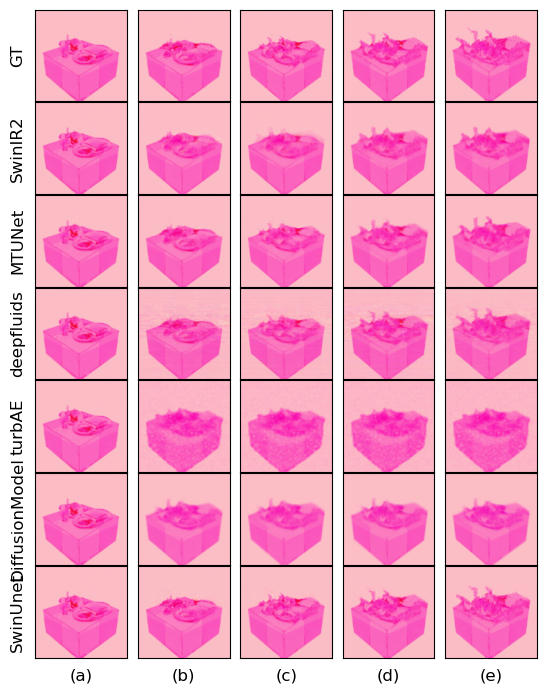 GT
SwinIR2
MTUNet
deepfluids
turbAE
DiffusionModel
SwinUnet
(a) (b) (c) (d) (e)